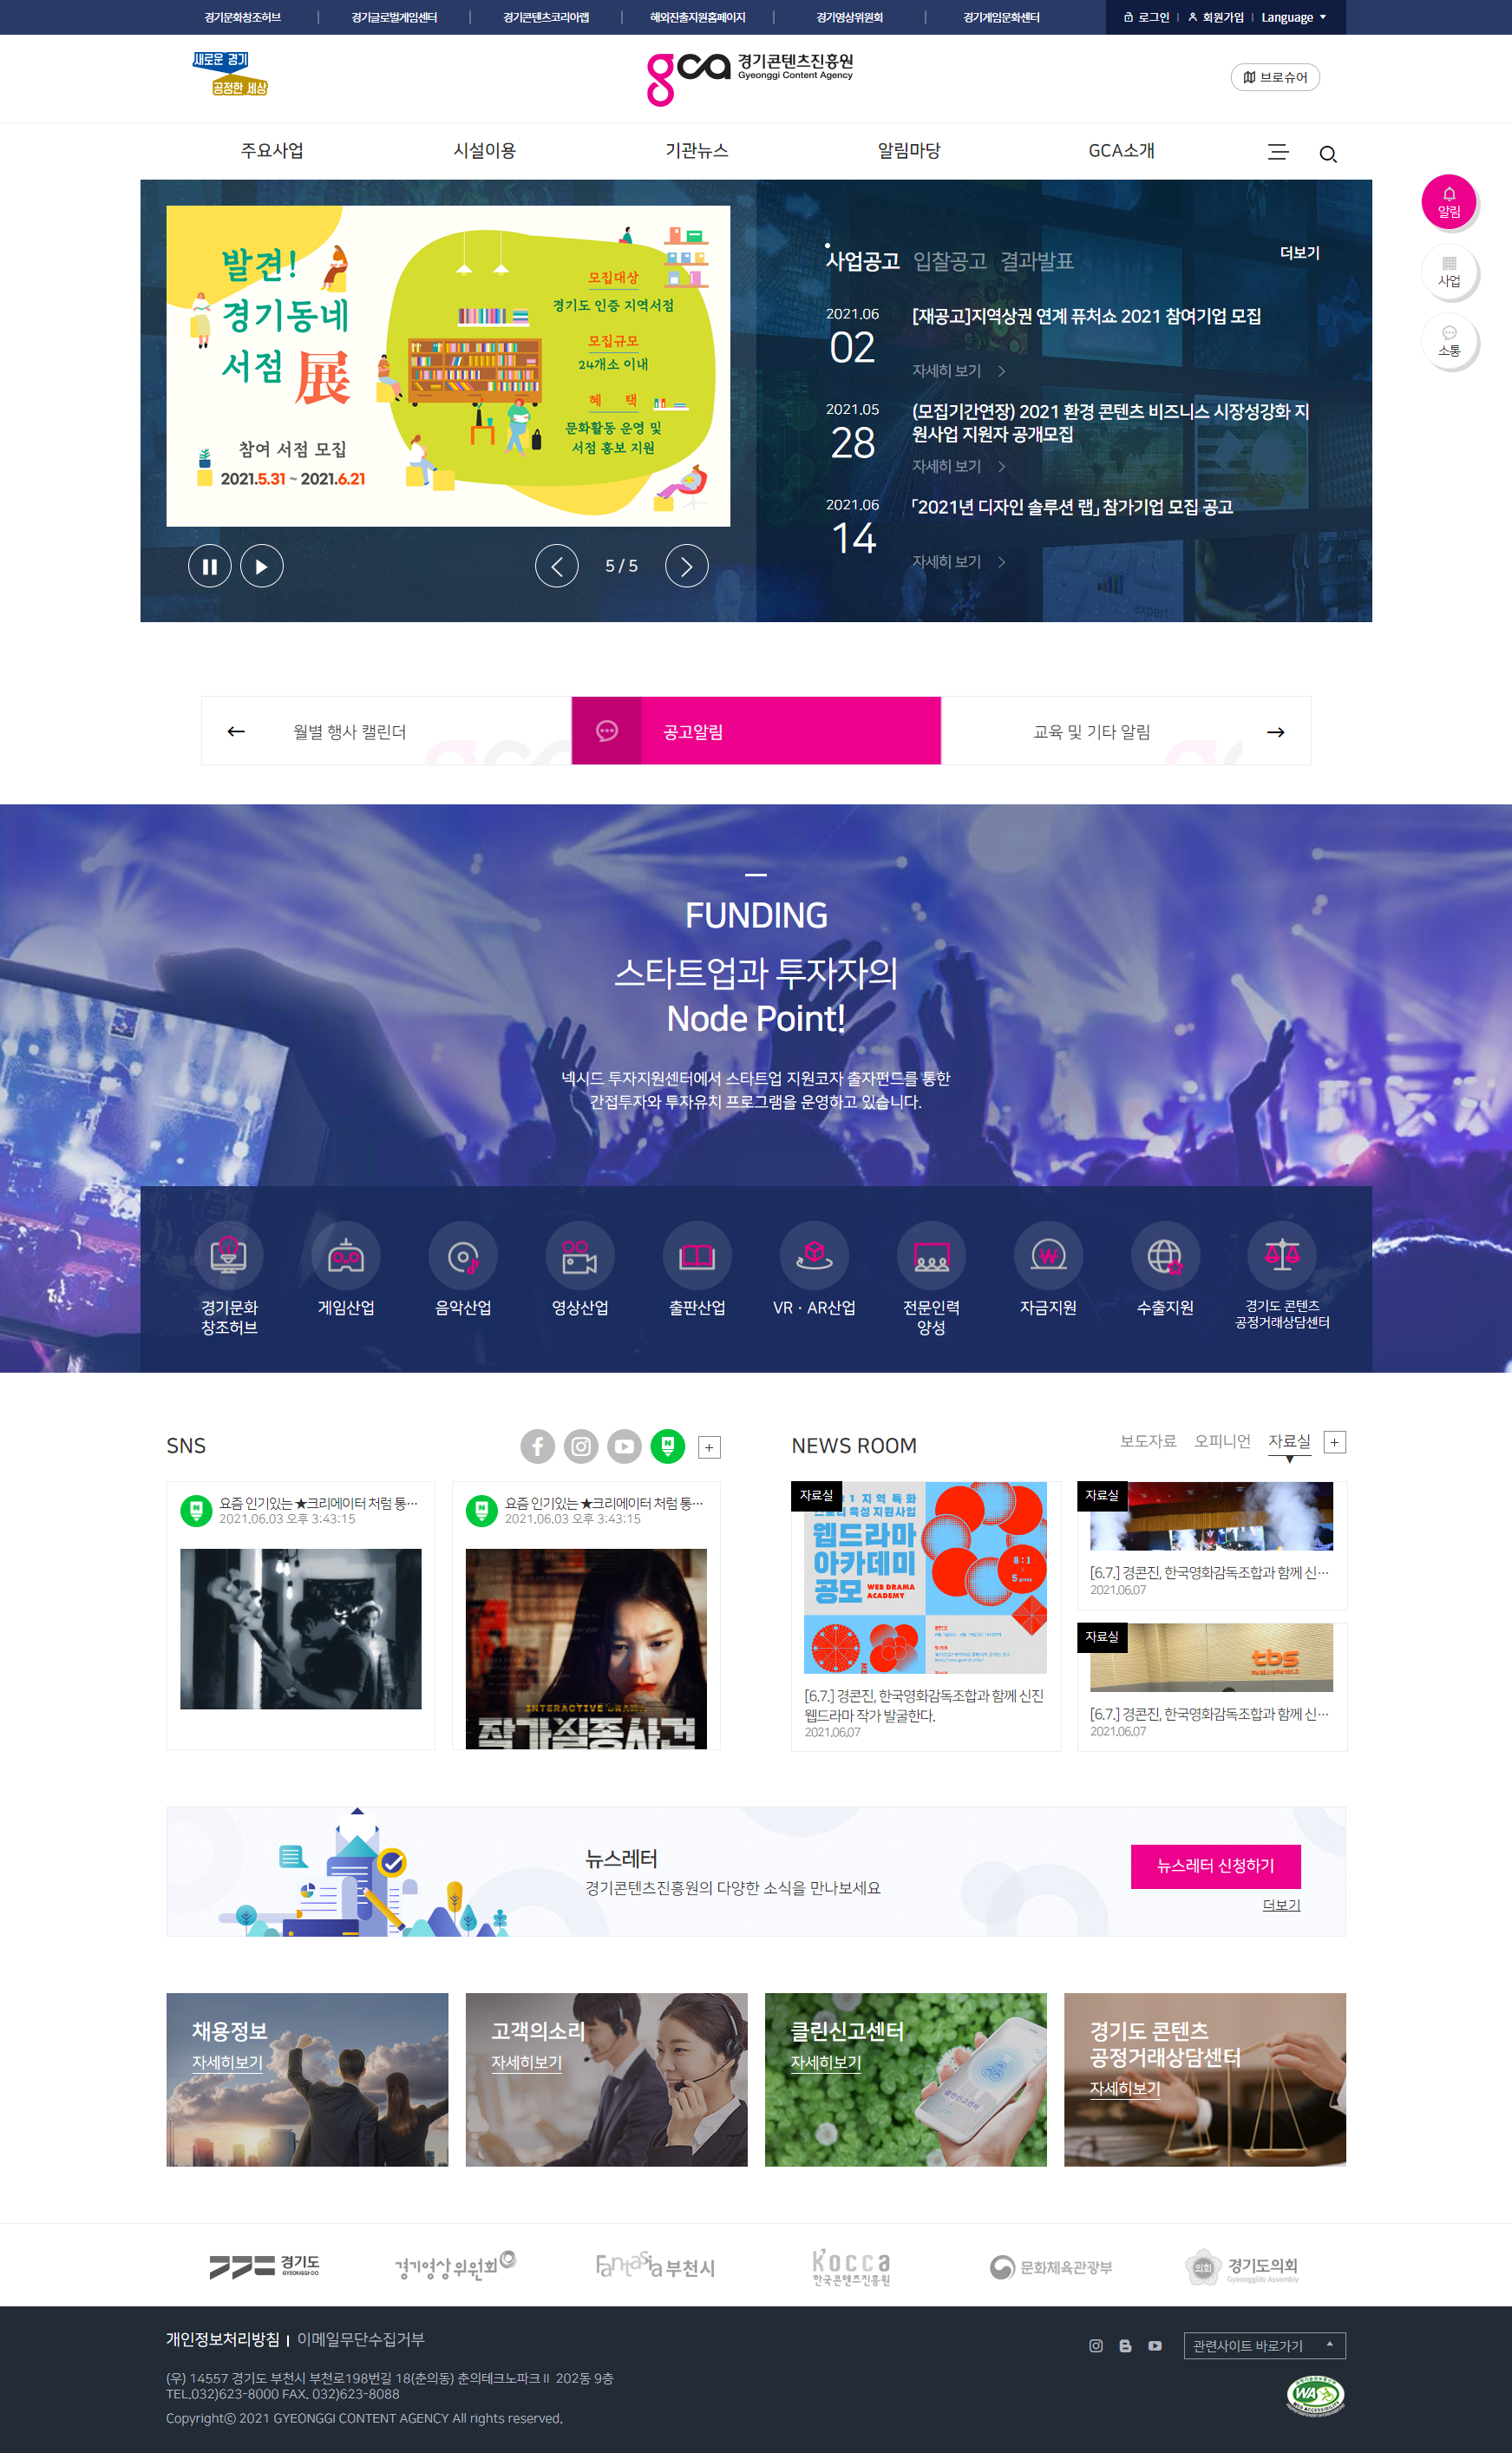 경기문화창조허브
경기글로벌게임센터
경기콘텐츠코리아랩
해외진출지원홈페이지
경기영상위원회
경기게임문화센터
로그인
회원가입
Language
새로운 경기
공정한 세상
gca 경기콘텐츠진흥원
Gyeonggi Content Agency
브로슈어
주요사업
시설이용
기관뉴스
알림마당
GCA소개
알림
사업
소통
발견!
경기동네
서점 展
참여 서점 모집
2021.5.31 ~ 2021.6.21
모집대상
경기도 인증 지역서점
모집규모
24개소 이내
혜 택
문화활동 운영 및
서점 홍보 지원
5 / 5
사업공고 입찰공고 결과발표
더보기
2021.06
02
[재공고]지역상권 연계 퓨처쇼 2021 참여기업 모집
자세히 보기
2021.05
28
(모집기간연장) 2021 환경 콘텐츠 비즈니스 시장성강화 지
원사업 지원자 공개모집
자세히 보기
2021.06
14
「2021년 디자인 솔루션 랩」 참가기업 모집 공고
자세히 보기
expert
월별 행사 캘린더
공고알림
교육 및 기타 알림
FUNDING
스타트업과 투자자의
Node Point!
넥시드 투자지원센터에서 스타트업 지원코자 출자펀드를 통한
간접투자와 투자유치 프로그램을 운영하고 있습니다.
경기문화
창조허브
게임산업
음악산업
영상산업
출판산업
VR · AR산업
전문인력
양성
자금지원
수출지원
경기도 콘텐츠
공정거래상담센터
SNS
요즘 인기있는 ★크리에이터 처럼 통…
2021.06.03 오후 3:43:15
요즘 인기있는 ★크리에이터 처럼 통…
2021.06.03 오후 3:43:15
INTERACTIVE DRAMA
작가실종사건
NEWS ROOM
보도자료
오피니언
자료실
자료실
웹드라마
아카데미
공모
WEB DRAMA
ACADEMY
8 : 1
5 group
[6.7.] 경콘진, 한국영화감독조합과 함께 신진
웹드라마 작가 발굴한다.
2021.06.07
자료실
[6.7.] 경콘진, 한국영화감독조합과 함께 신…
2021.06.07
자료실
tbs
[6.7.] 경콘진, 한국영화감독조합과 함께 신…
2021.06.07
뉴스레터
경기콘텐츠진흥원의 다양한 소식을 만나보세요
뉴스레터 신청하기
더보기
채용정보
자세히보기
고객의소리
자세히보기
클린신고센터
자세히보기
클린신고센터
경기도 콘텐츠
공정거래상담센터
자세히보기
경기도
GYEONGGI-DO
경기영상위원회
Fantasia 부천시
KOCCA
한국콘텐츠진흥원
문화체육관광부
의회
경기도의회
Gyeonggido Assembly
개인정보처리방침
이메일무단수집거부
관련사이트 바로가기
(우) 14557 경기도 부천시 부천로198번길 18(춘의동) 춘의테크노파크Ⅱ 202동 9층
TEL.032)623-8000 FAX. 032)623-8088
Copyrightⓒ 2021 GYEONGGI CONTENT AGENCY All rights reserved.
WA
WEB ACCESSIBILITY